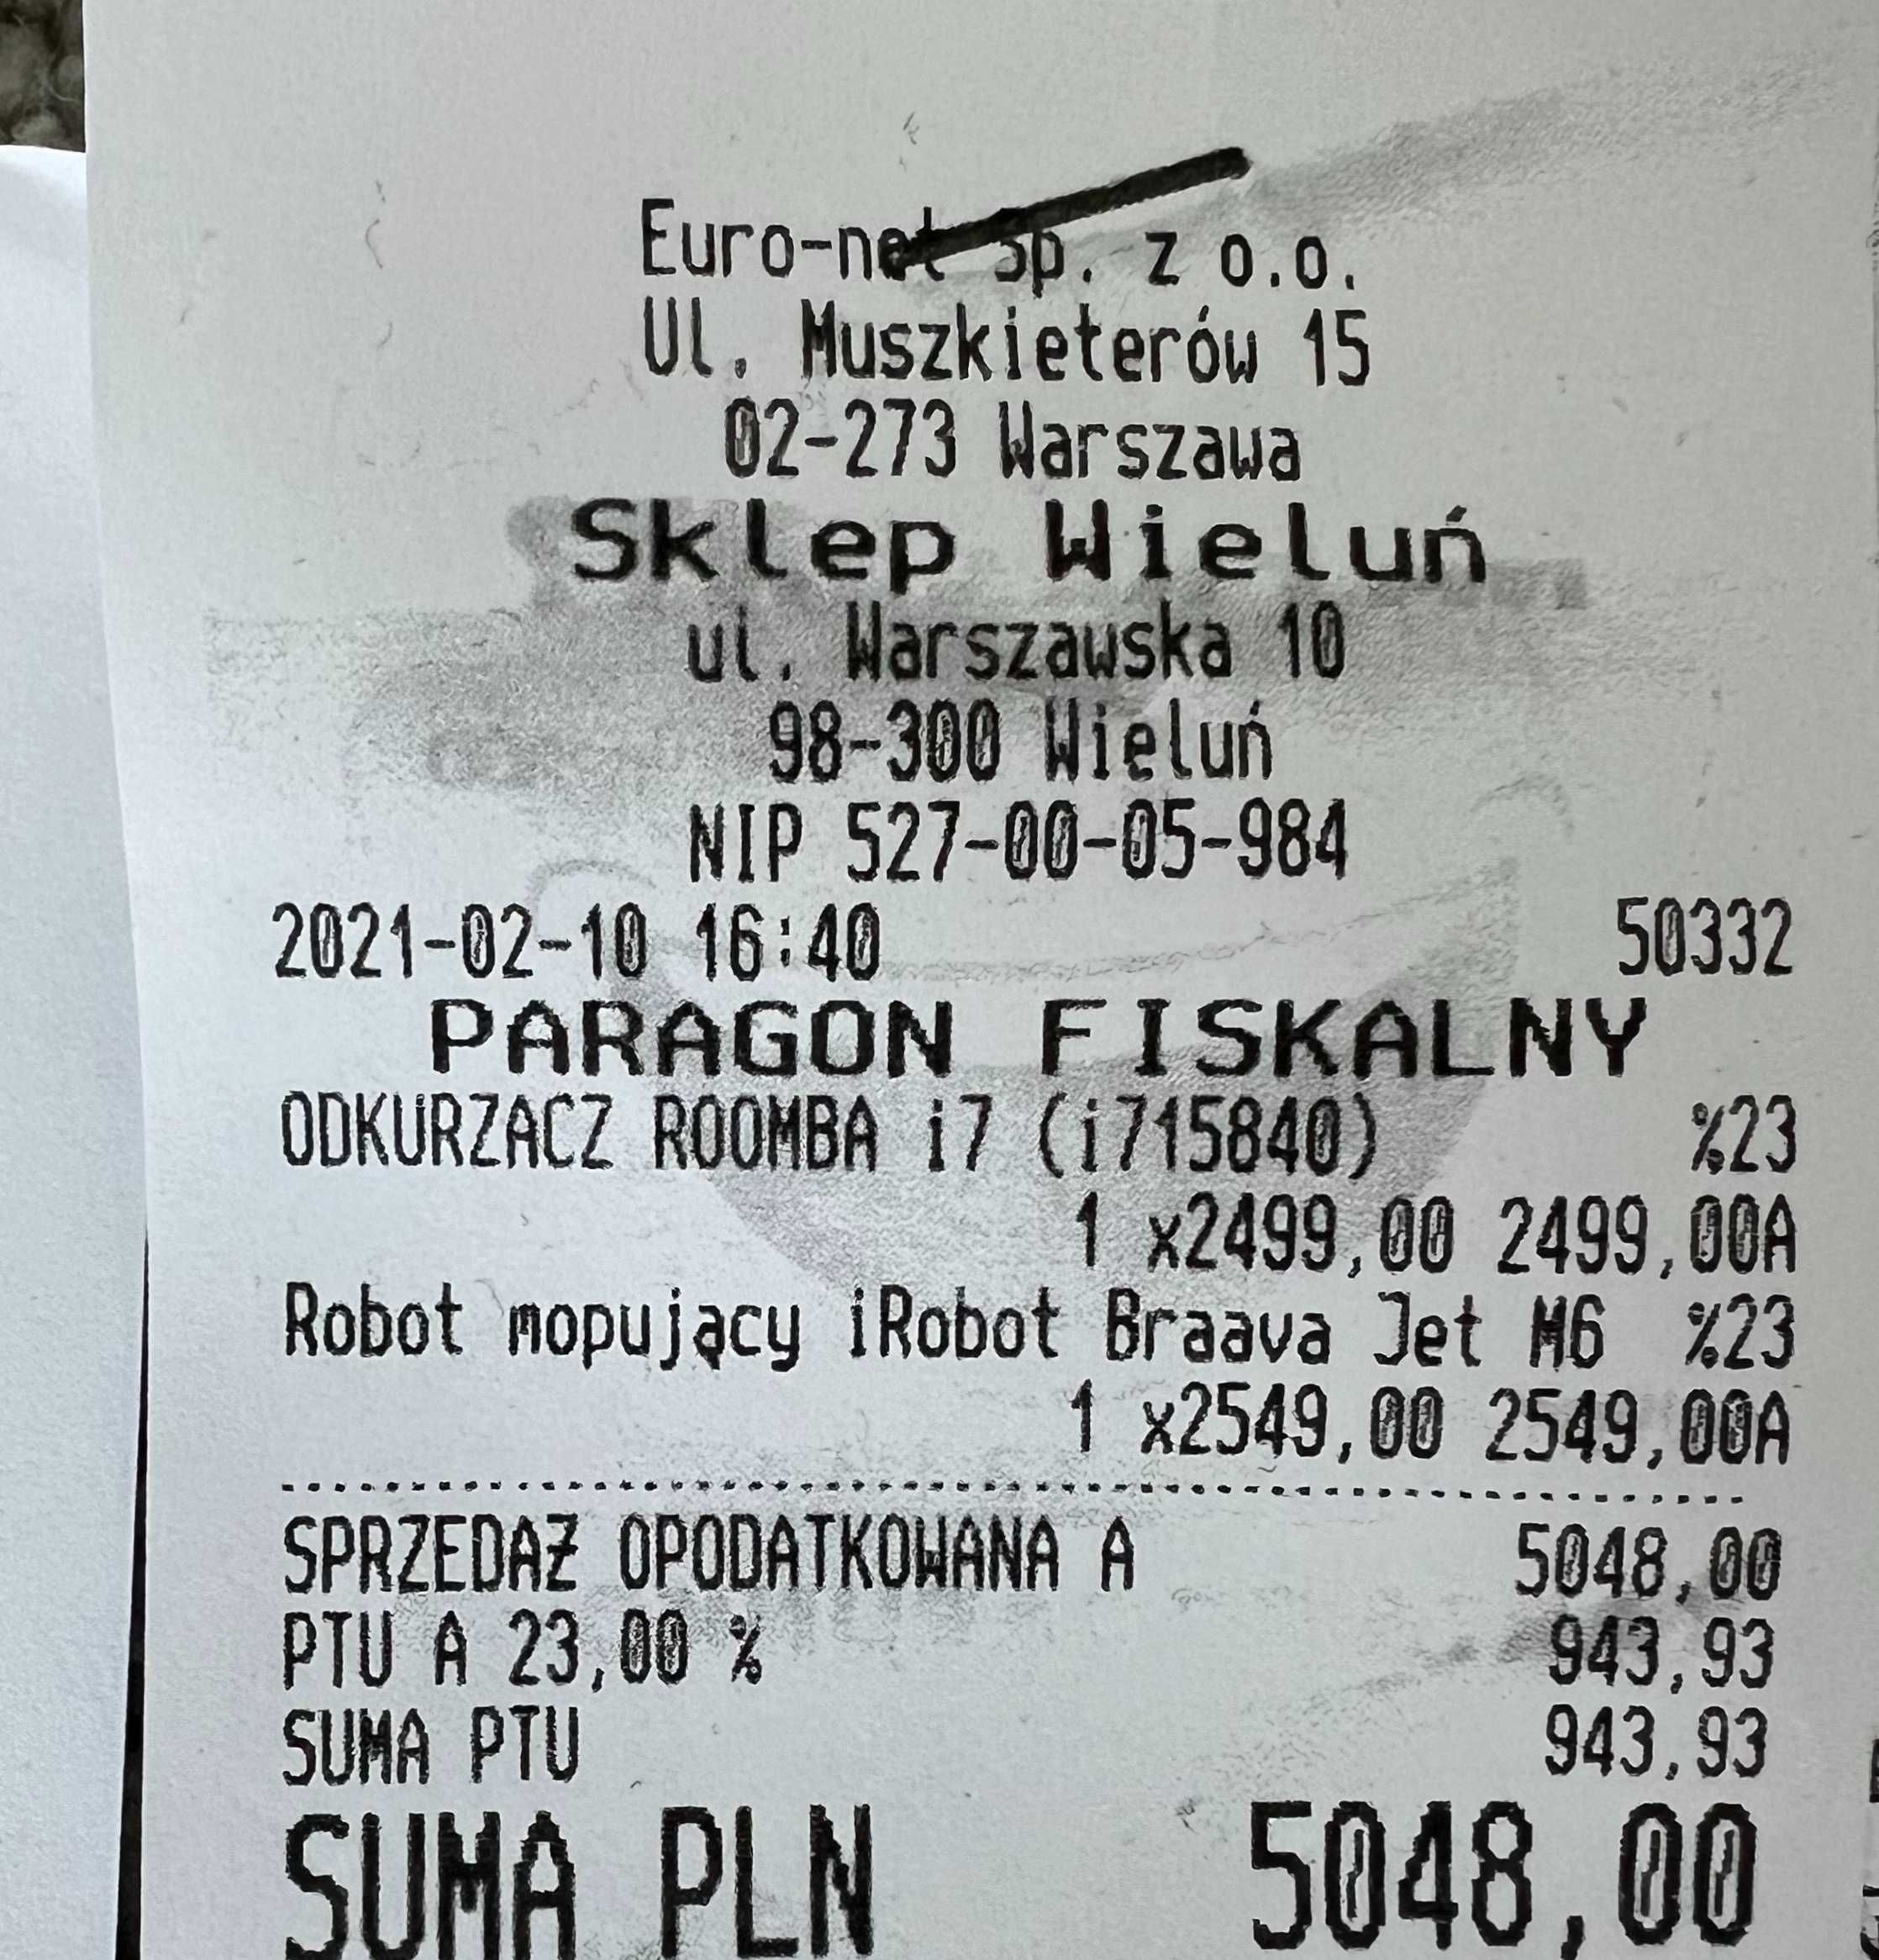 Euro-net Sp. z o.o.
Ul. Muszkieterów 15
02-273 Warszawa
Sklep Wieluń
ul. Warszawska 10
98-300 Wieluń
NIP 527-00-05-984
2021-02-10 16:40 50332
PARAGON FISKALNY
ODKURZACZ ROOMBA i7 (i715840) %23
1 x2499,00 2499,00A
Robot mopujący iRobot Braava Jet M6 %23
1 x2549,00 2549,00A
SPRZEDAŻ OPODATKOWANA A 5048,00
PTU A 23,00 % 943,93
SUMA PTU 943,93
SUMA PLN 5048,00